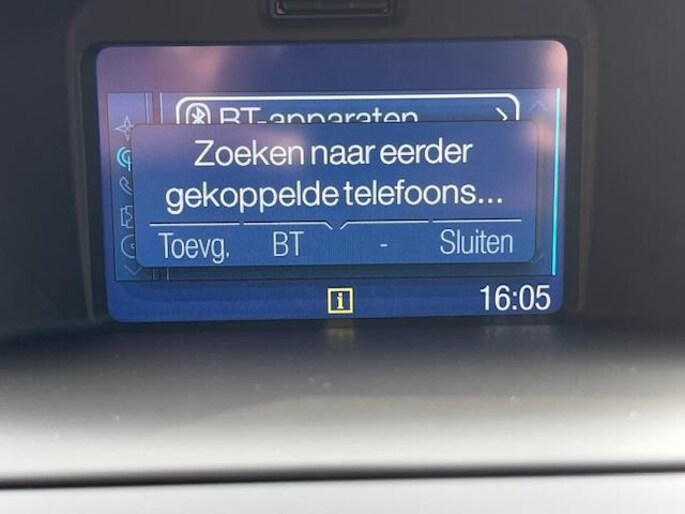 BT-apparaten
Zoeken naar eerder
gekoppelde telefoons...
Toevg. BT - Sluiten
i 16:05